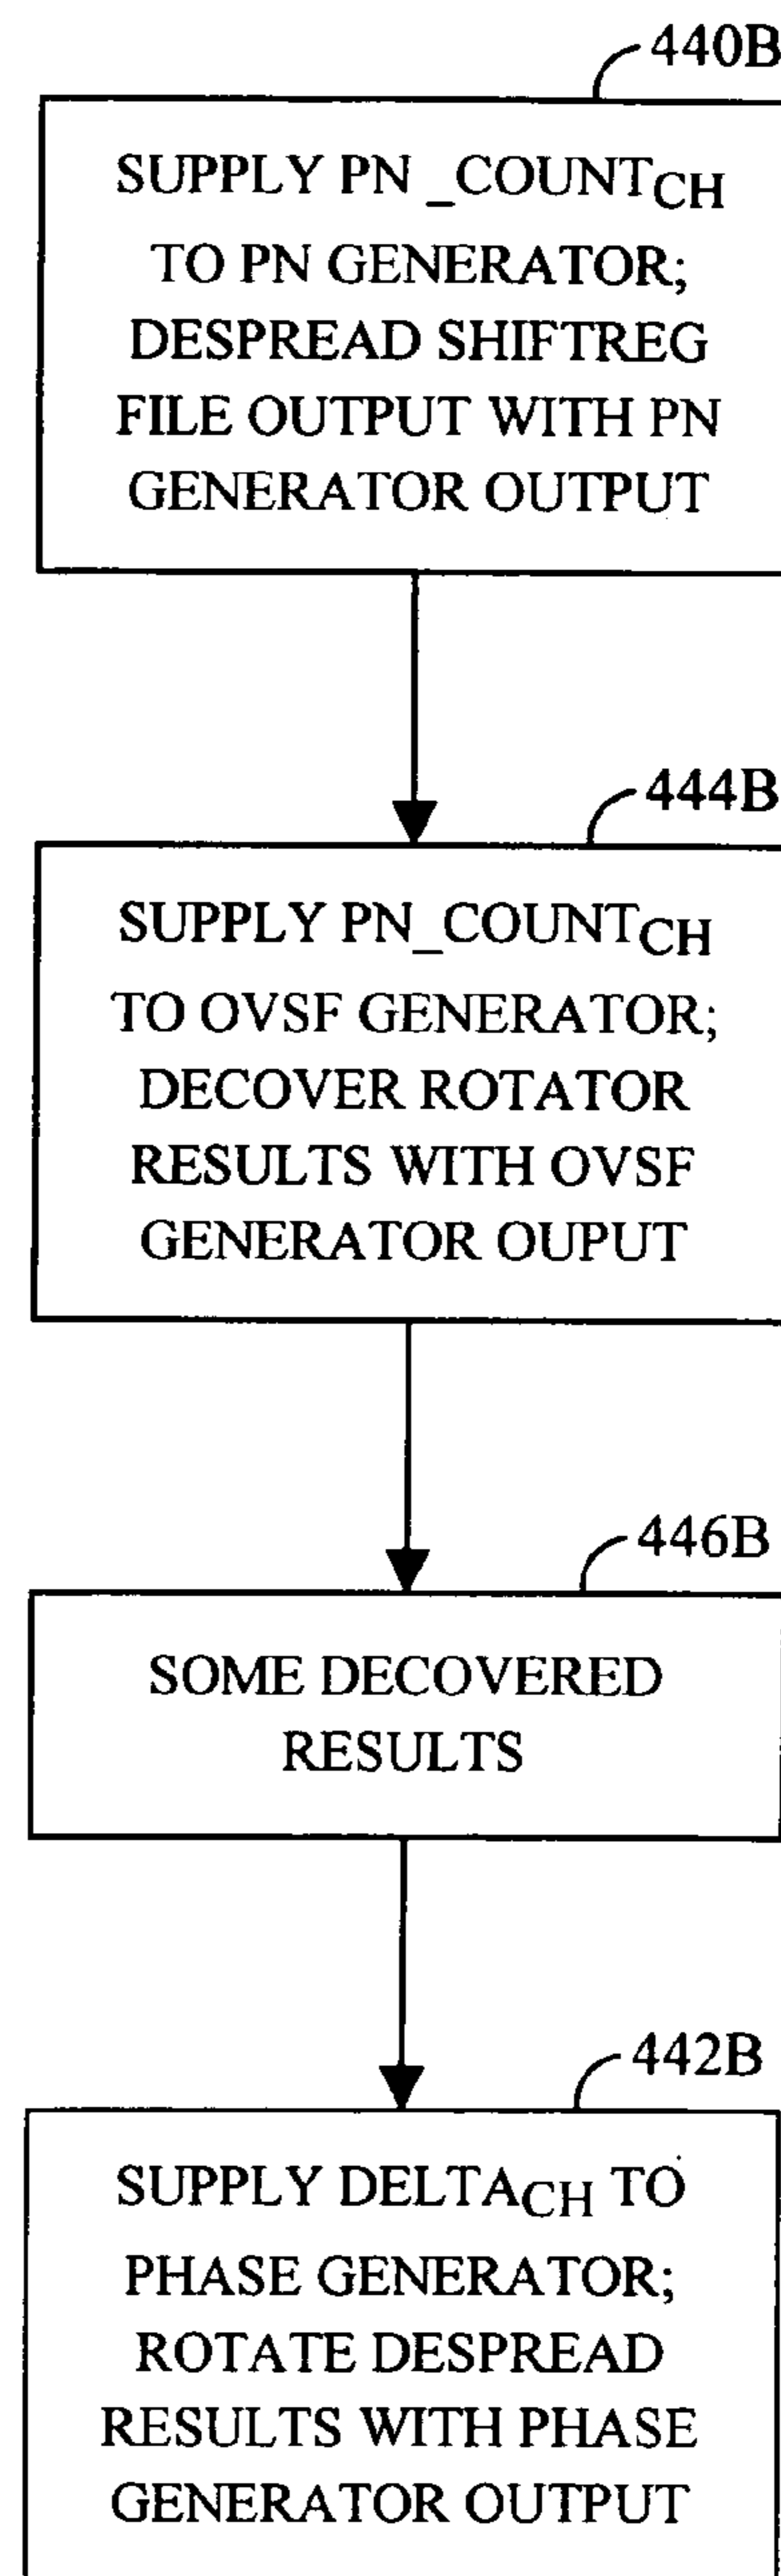 440B
SUPPLY PN _COUNTCH
TO PN GENERATOR;
DESPREAD SHIFTREG
FILE OUTPUT WITH PN
GENERATOR OUTPUT
444B
SUPPLY PN_COUNTCH
TO OVSF GENERATOR;
DECOVER ROTATOR
RESULTS WITH OVSF
GENERATOR OUPUT
446B
SOME DECOVERED
RESULTS
442B
SUPPLY DELTACH TO
PHASE GENERATOR;
ROTATE DESPREAD
RESULTS WITH PHASE
GENERATOR OUTPUT